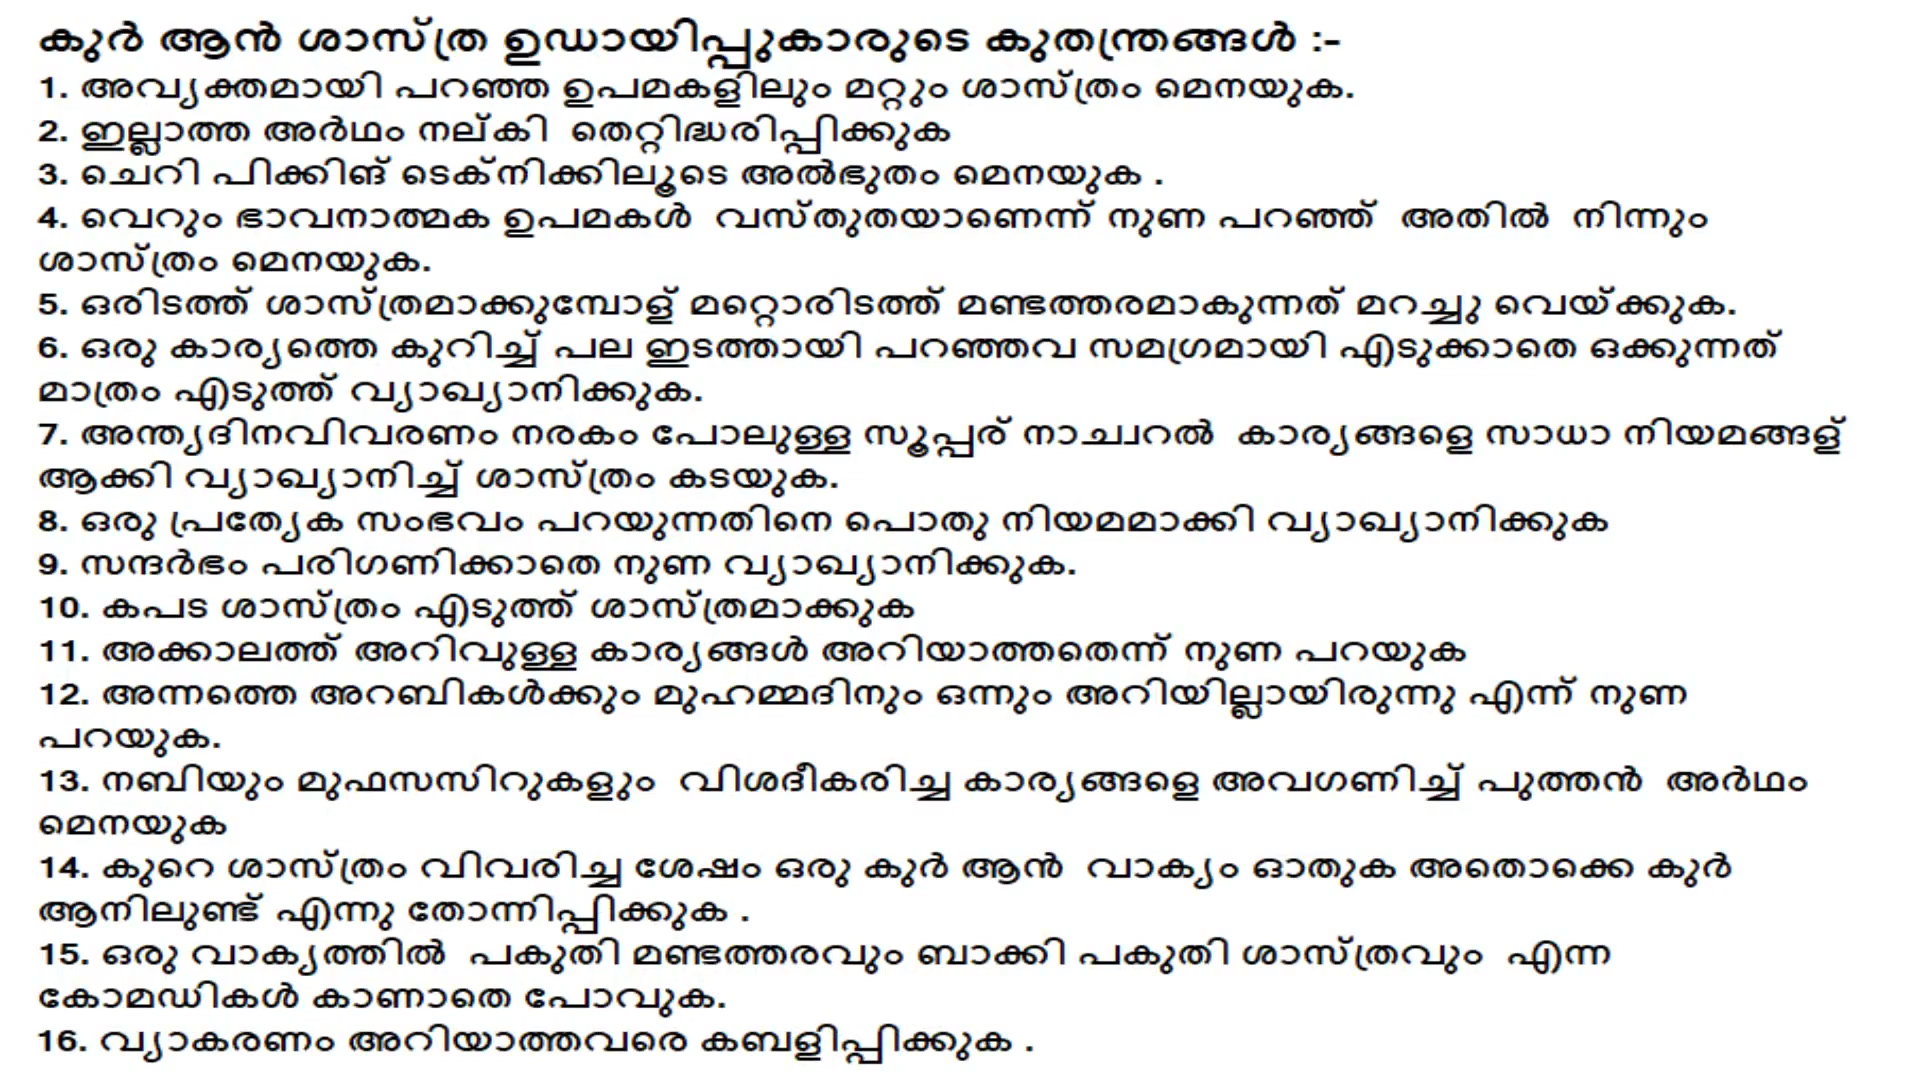 കുർ ആൻ ശാസ്ത്ര ഉഡായിപ്പുകാരുടെ കുതന്ത്രങ്ങൾ :-
1. അവ്യക്തമായി പറഞ്ഞ ഉപമകളിലും മറ്റും ശാസ്ത്രം മെനയുക.
2. ഇല്ലാത്ത അർഥം നല്കി  തെറ്റിദ്ധരിപ്പിക്കുക
3. ചെറി പിക്കിങ് ടെക്നിക്കിലൂടെ അൽഭുതം മെനയുക .
4. വെറും ഭാവനാത്മക ഉപമകൾ  വസ്തുതയാണെന്ന് നുണ പറഞ്ഞ്  അതിൽ  നിന്നും
ശാസ്ത്രം മെനയുക.
5. ഒരിടത്ത് ശാസ്ത്രമാക്കുമ്പോള് മറ്റൊരിടത്ത് മണ്ടത്തരമാകുന്നത് മറച്ചു വെയ്ക്കുക.
6. ഒരു കാര്യത്തെ കുറിച്ച് പല ഇടത്തായി പറഞ്ഞവ സമഗ്രമായി എടുക്കാതെ ഒക്കുന്നത്
മാത്രം എടുത്ത് വ്യാഖ്യാനിക്കുക.
7. അന്ത്യദിനവിവരണം നരകം പോലുള്ള സൂപ്പര് നാച്വറൽ  കാര്യങ്ങളെ സാധാ നിയമങ്ങള്
ആക്കി വ്യാഖ്യാനിച്ച് ശാസ്ത്രം കടയുക.
8. ഒരു പ്രത്യേക സംഭവം പറയുന്നതിനെ പൊതു നിയമമാക്കി വ്യാഖ്യാനിക്കുക
9. സന്ദർഭം പരിഗണിക്കാതെ നുണ വ്യാഖ്യാനിക്കുക.
10. കപട ശാസ്ത്രം എടുത്ത് ശാസ്ത്രമാക്കുക
11. അക്കാലത്ത് അറിവുള്ള കാര്യങ്ങൾ അറിയാത്തതെന്ന് നുണ പറയുക
12. അന്നത്തെ അറബികൾക്കും മുഹമ്മദിനും ഒന്നും അറിയില്ലായിരുന്നു എന്ന് നുണ
പറയുക.
13. നബിയും മുഫസസിറുകളും  വിശദീകരിച്ച കാര്യങ്ങളെ അവഗണിച്ച് പുത്തൻ  അർഥം
മെനയുക
14. കുറെ ശാസ്ത്രം വിവരിച്ച ശേഷം ഒരു കുർ ആൻ  വാക്യം ഓതുക അതൊക്കെ കുർ
ആനിലുണ്ട് എന്നു തോന്നിപ്പിക്കുക .
15. ഒരു വാക്യത്തിൽ  പകുതി മണ്ടത്തരവും ബാക്കി പകുതി ശാസ്ത്രവും  എന്ന
കോമഡികൾ കാണാതെ പോവുക.
16. വ്യാകരണം അറിയാത്തവരെ കബളിപ്പിക്കുക .